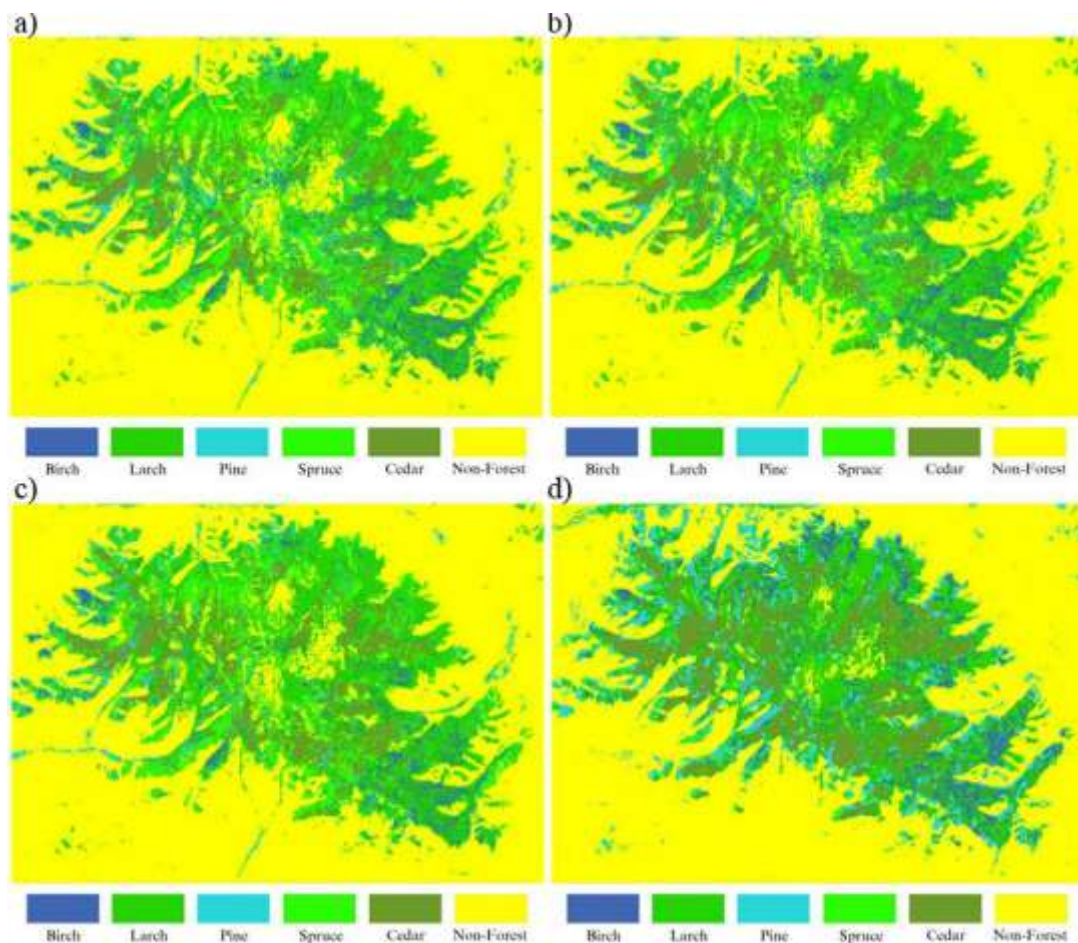 a)
b)
Birch Larch Pine Spruce Cedar Non-Forest
Birch Larch Pine Spruce Cedar Non-Forest
c)
d)
Birch Larch Pine Spruce Cedar Non-Forest
Birch Larch Pine Spruce Cedar Non-Forest